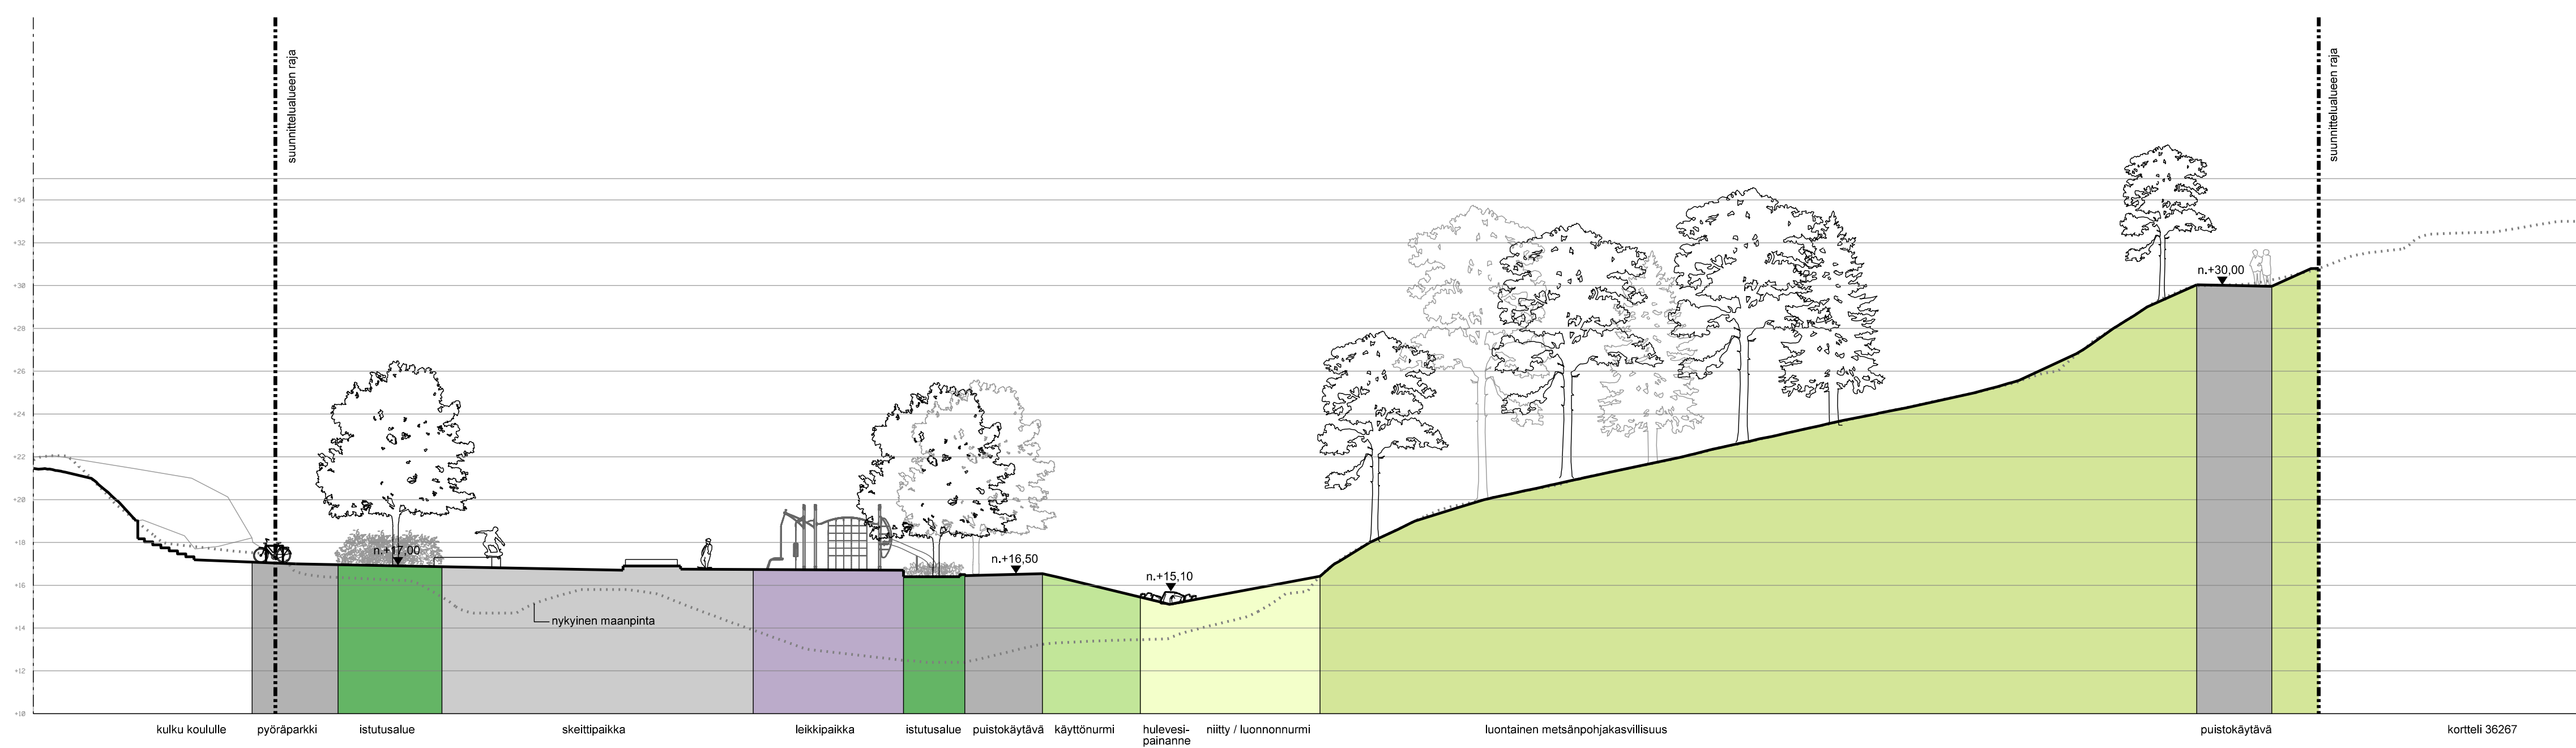 suunnittelualueen raja
suunnittelualueen raja
+34
+32
+30
+28
+26
+24
+22
+20
+18
+16
+14
+12
+10
n.+30,00
n.+17,00
n.+16,50
n.+15,10
nykyinen maanpinta
kulku koululle
pyöräparkki
istutusalue
skeittipaikka
leikkipaikka
istutusalue
puistokäytävä
käyttönurmi
hulevesi-
painanne
niitty / luonnonnurmi
luontainen metsänpohjakasvillisuus
puistokäytävä
kortteli 36267